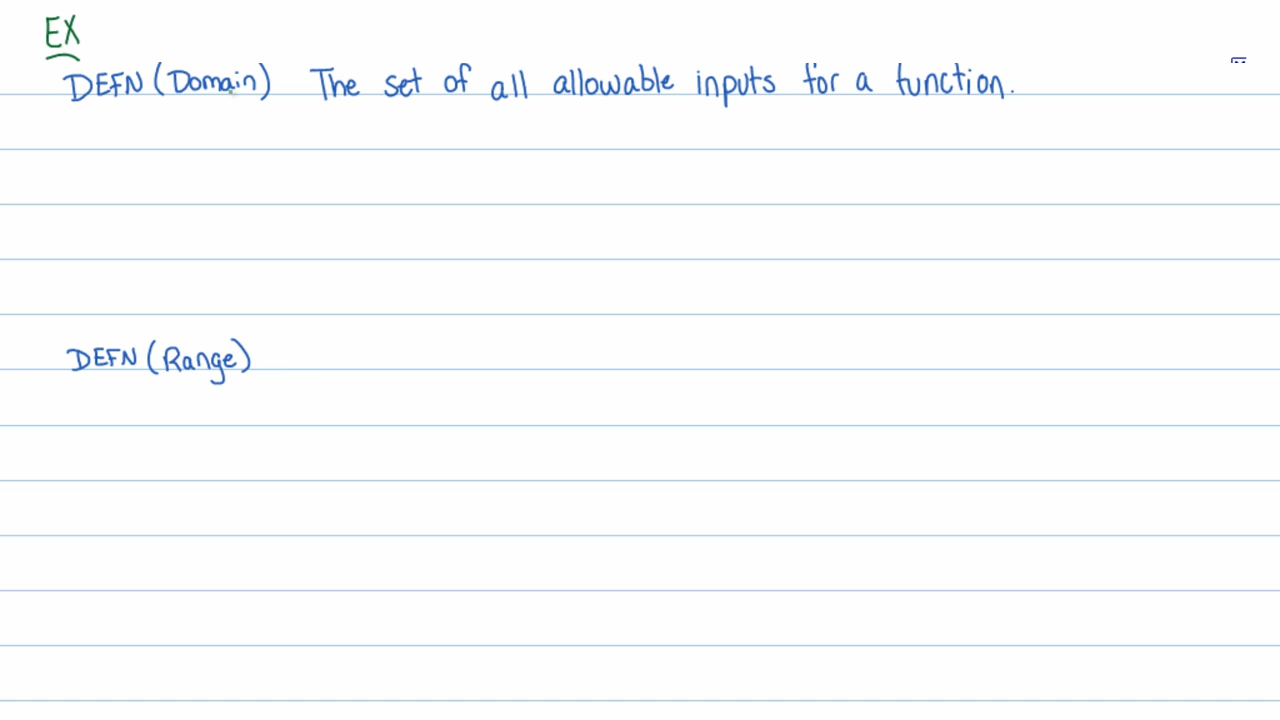 EX
DEFN (Domain) The set of all allowable inputs for a function.
DEFN (Range)